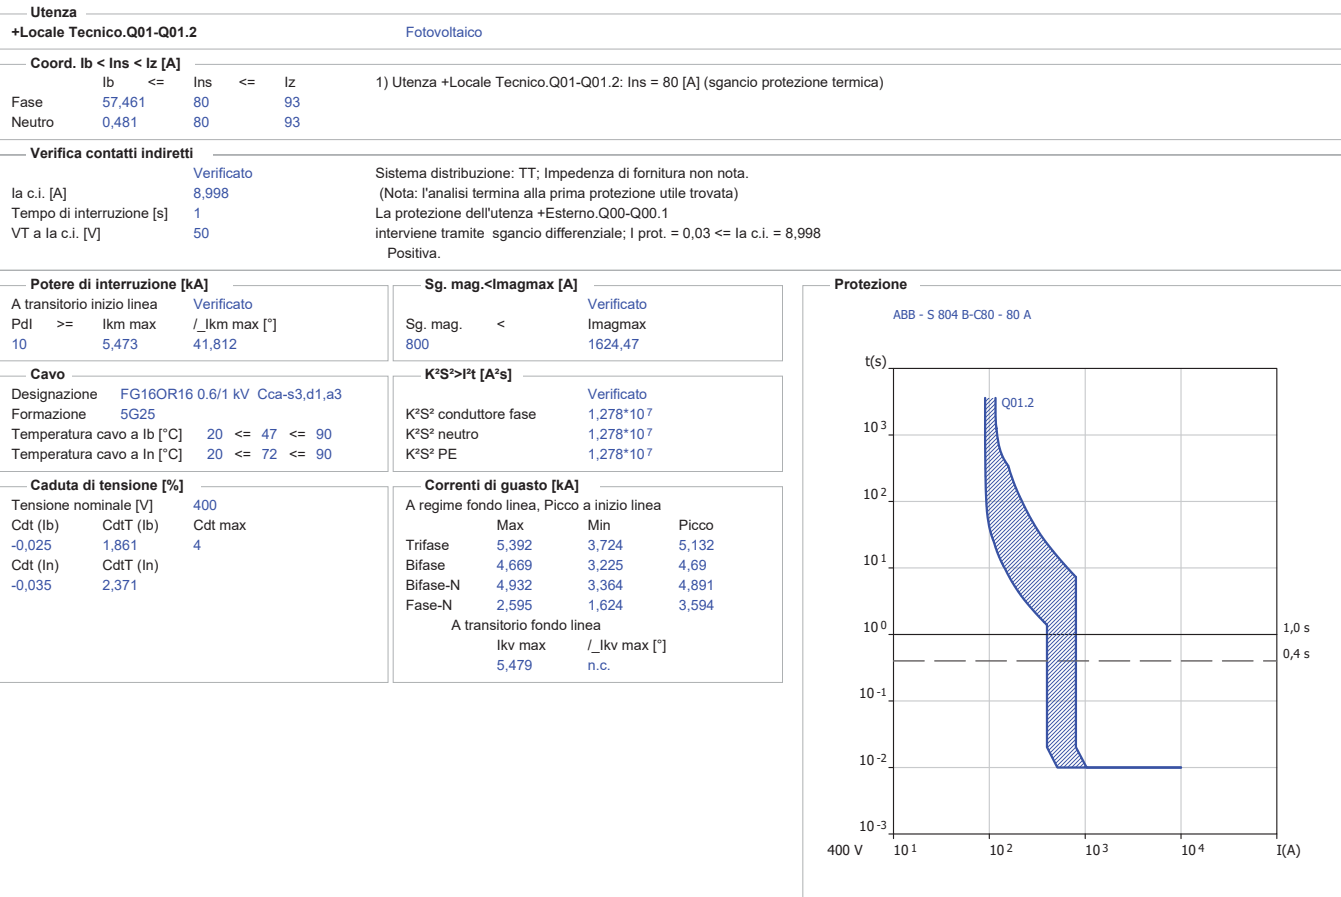 Utenza
+Locale Tecnico.Q01-Q01.2 Fotovoltaico
Coord. Ib < Ins < Iz [A]
Ib <= Ins <= Iz 1) Utenza +Locale Tecnico.Q01-Q01.2: Ins = 80 [A] (sgancio protezione termica)
Fase 57,461 80 93
Neutro 0,481 80 93
Verifica contatti indiretti
Verificato Sistema distribuzione: TT; Impedenza di fornitura non nota.
Ia c.i. [A] 8,998 (Nota: l'analisi termina alla prima protezione utile trovata)
Tempo di interruzione [s] 1 La protezione dell'utenza +Esterno.Q00-Q00.1
VT a Ia c.i. [V] 50 interviene tramite sgancio differenziale; I prot. = 0,03 <= Ia c.i. = 8,998
Positiva.
Potere di interruzione [kA]
A transitorio inizio linea Verificato
PdI >= Ikm max /_Ikm max [°]
10 5,473 41,812
Sg. mag.<Imagmax [A]
Verificato
Sg. mag. < Imagmax
800 1624,47
Cavo
Designazione FG16OR16 0.6/1 kV Cca-s3,d1,a3
Formazione 5G25
Temperatura cavo a Ib [°C] 20 <= 47 <= 90
Temperatura cavo a In [°C] 20 <= 72 <= 90
K²S²>I²t [A²s]
Verificato
K²S² conduttore fase 1,278*10⁷
K²S² neutro 1,278*10⁷
K²S² PE 1,278*10⁷
Caduta di tensione [%]
Tensione nominale [V] 400
Cdt (Ib) CdtT (Ib) Cdt max
-0,025 1,861 4
Cdt (In) CdtT (In)
-0,035 2,371
Correnti di guasto [kA]
A regime fondo linea, Picco a inizio linea
Max Min Picco
Trifase 5,392 3,724 5,132
Bifase 4,669 3,225 4,69
Bifase-N 4,932 3,364 4,891
Fase-N 2,595 1,624 3,594
A transitorio fondo linea
Ikv max /_Ikv max [°]
5,479 n.c.
Protezione
ABB - S 804 B-C80 - 80 A
t(s)
Q01.2
10³
10²
10¹
10⁰
1,0 s
0,4 s
10⁻¹
10⁻²
10⁻³
400 V 10¹ 10² 10³ 10⁴ I(A)